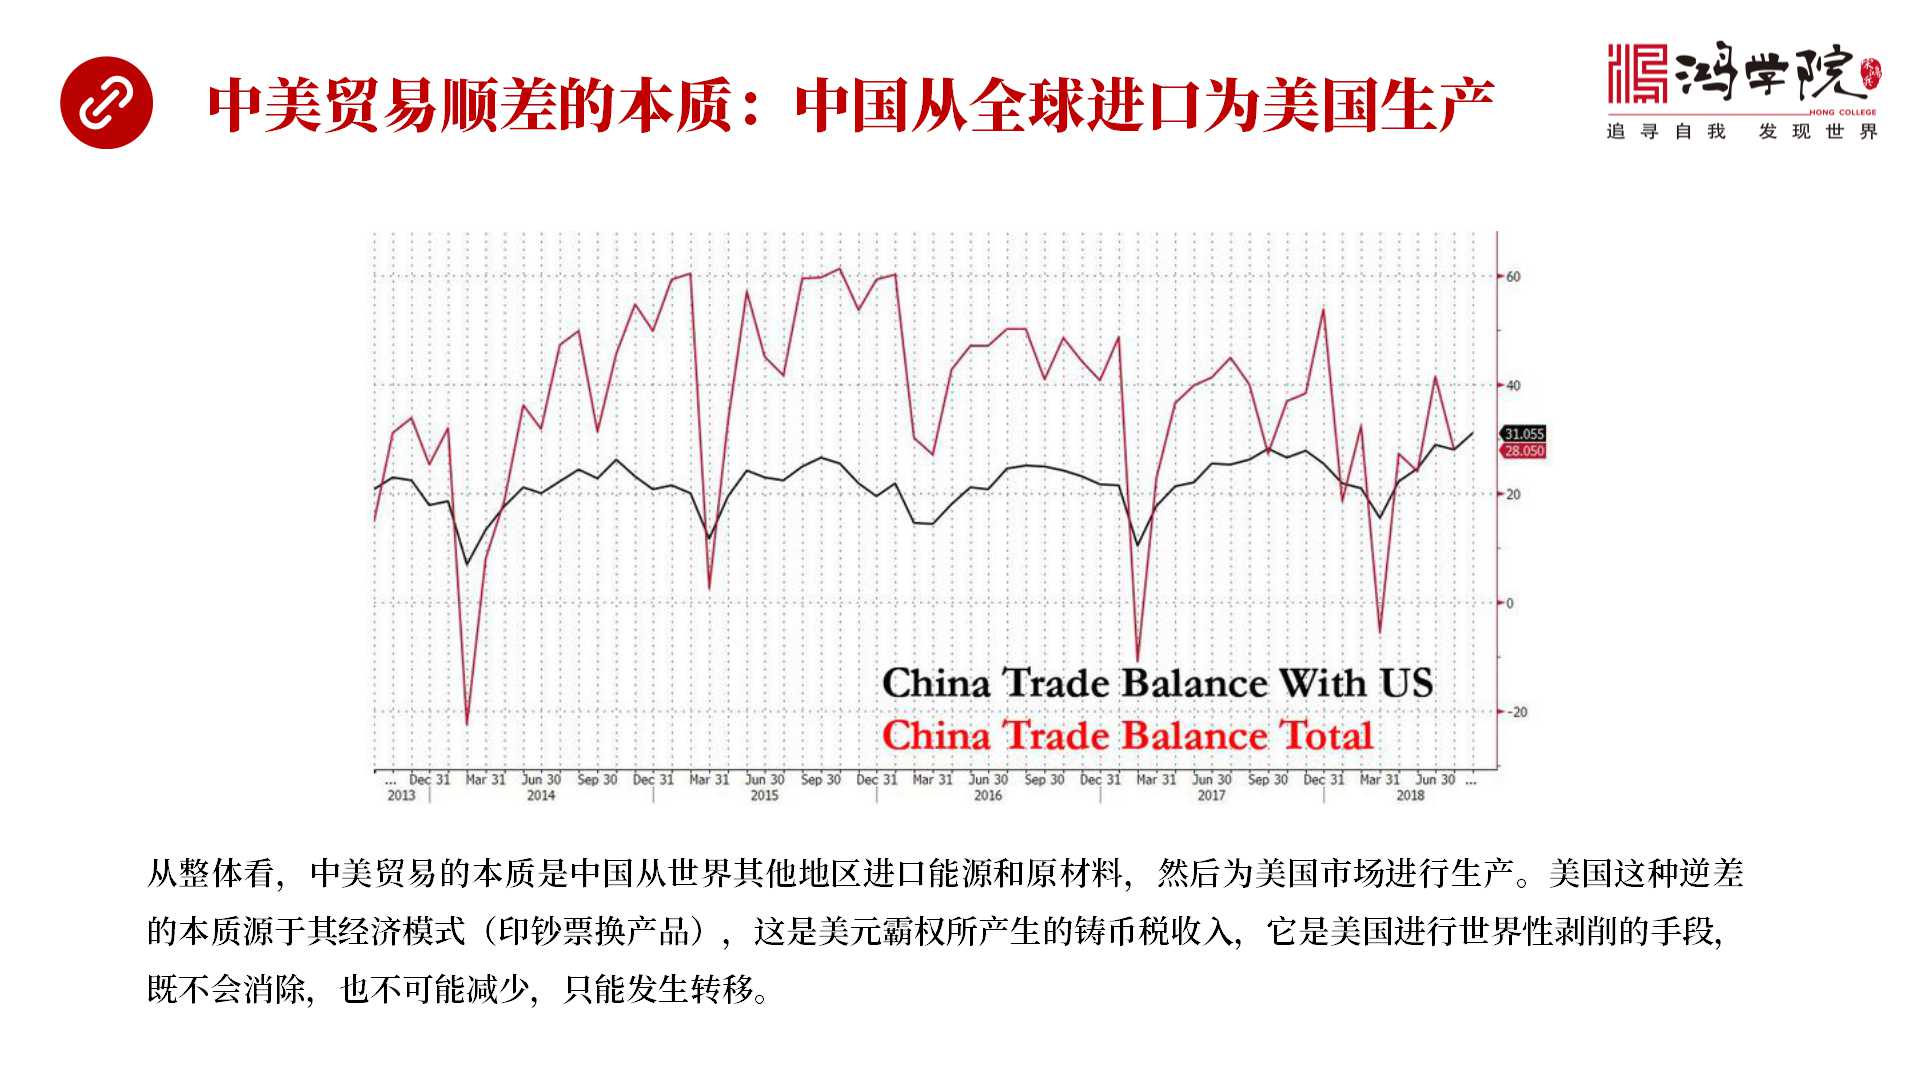 中美贸易顺差的本质：中国从全球进口为美国生产
鸿学院
HONG COLLEGE
追寻自我 发现世界
60
40
31.055
28.050
20
0
-20
China Trade Balance With US
China Trade Balance Total
... Dec 31 Mar 31 Jun 30 Sep 30 Dec 31 Mar 31 Jun 30 Sep 30 Dec 31 Mar 31 Jun 30 Sep 30 Dec 31 Mar 31 Jun 30 Sep 30 Dec 31 Mar 31 Jun 30 ...
2013 2014 2015 2016 2017 2018
从整体看，中美贸易的本质是中国从世界其他地区进口能源和原材料，然后为美国市场进行生产。美国这种逆差
的本质源于其经济模式（印钞票换产品），这是美元霸权所产生的铸币税收入，它是美国进行世界性剥削的手段，
既不会消除，也不可能减少，只能发生转移。